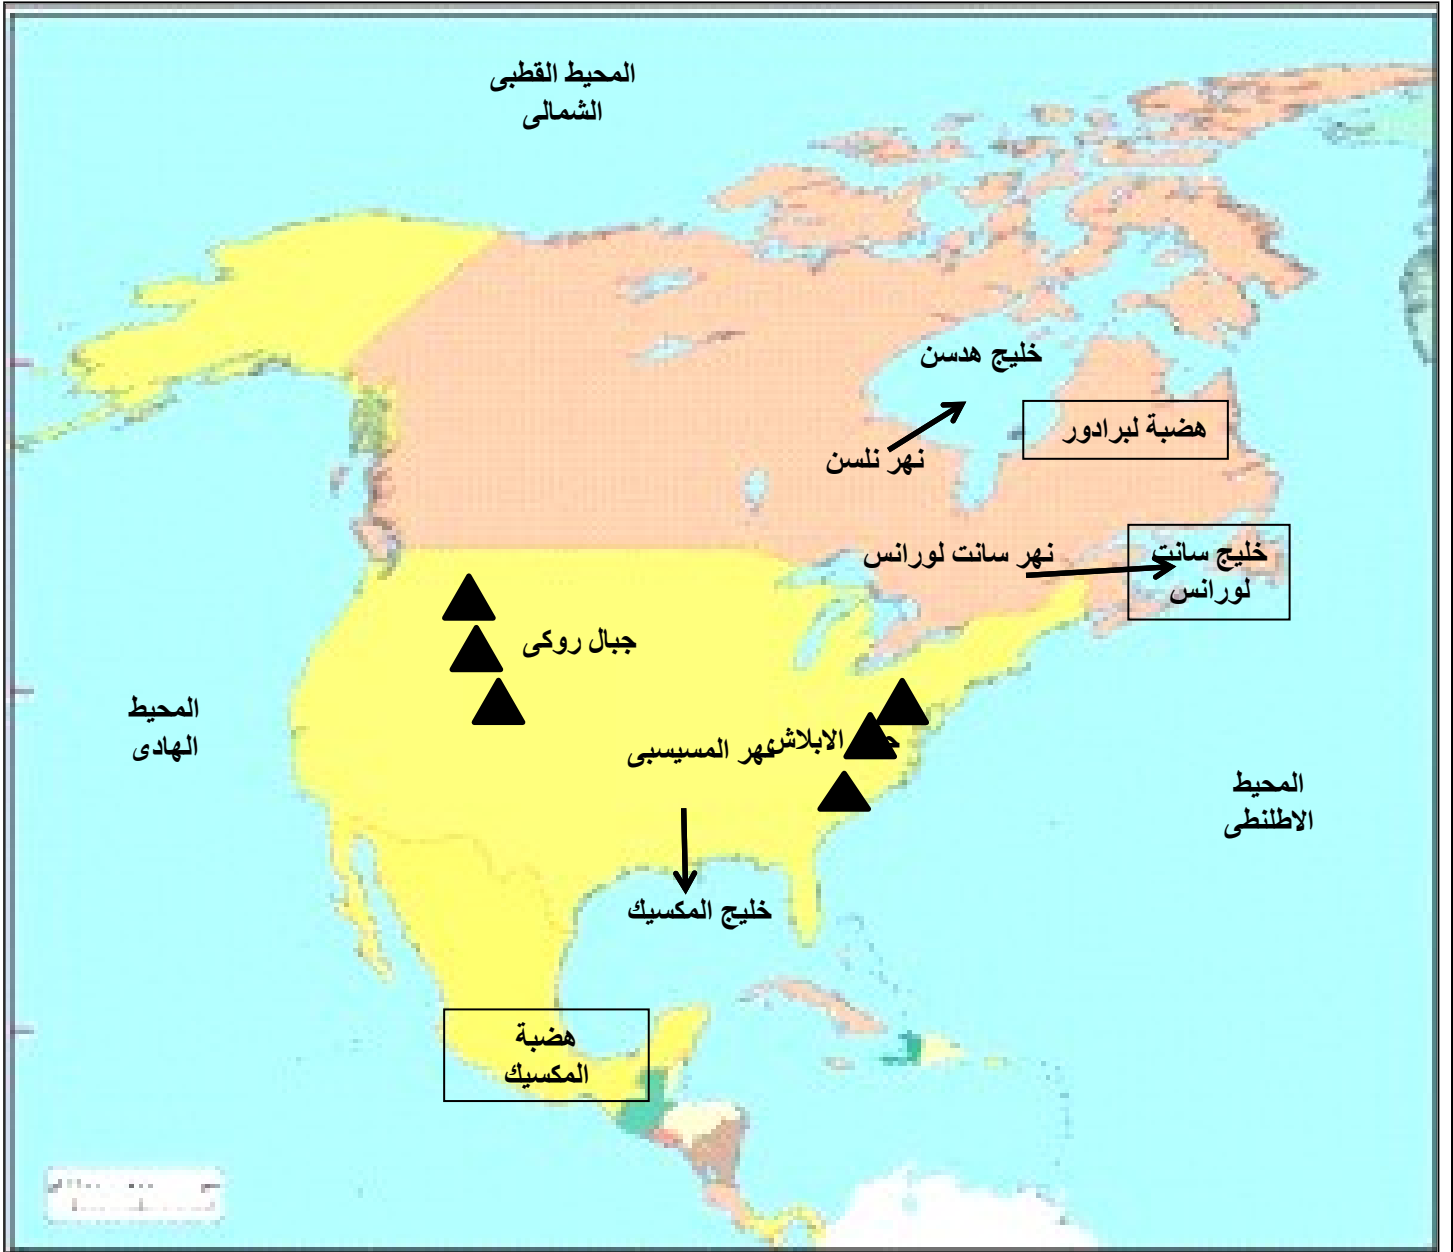 المحيط القطبى
الشمالى
خليج هدسن
هضبة لبرادور
نهر نلسن
نهر سانت لورانس
خليج سانت
لورانس
جبال روكى
المحيط
الهادى
الابلاش
نهر المسيسبى
المحيط
الاطلنطى
خليج المكسيك
هضبة
المكسيك